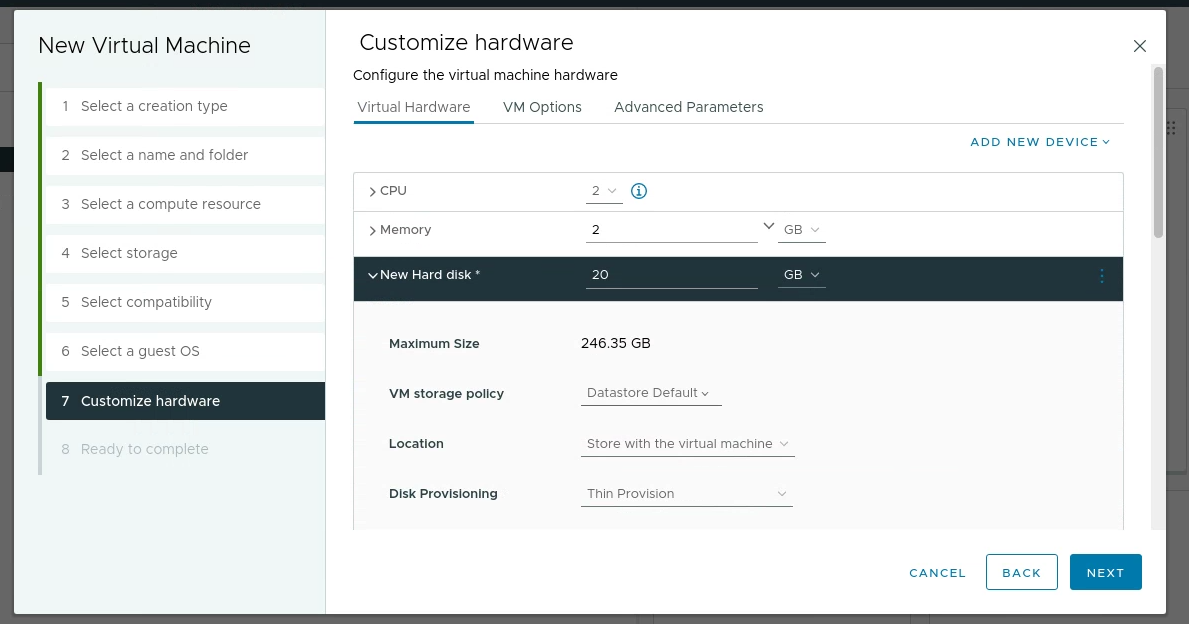 New Virtual Machine
1 Select a creation type
2 Select a name and folder
3 Select a compute resource
4 Select storage
5 Select compatibility
6 Select a guest OS
7 Customize hardware
8 Ready to complete
Customize hardware
Configure the virtual machine hardware
Virtual Hardware VM Options Advanced Parameters
ADD NEW DEVICE
CPU 2
Memory 2 GB
New Hard disk * 20 GB
Maximum Size 246.35 GB
VM storage policy Datastore Default
Location Store with the virtual machine
Disk Provisioning Thin Provision
CANCEL BACK NEXT